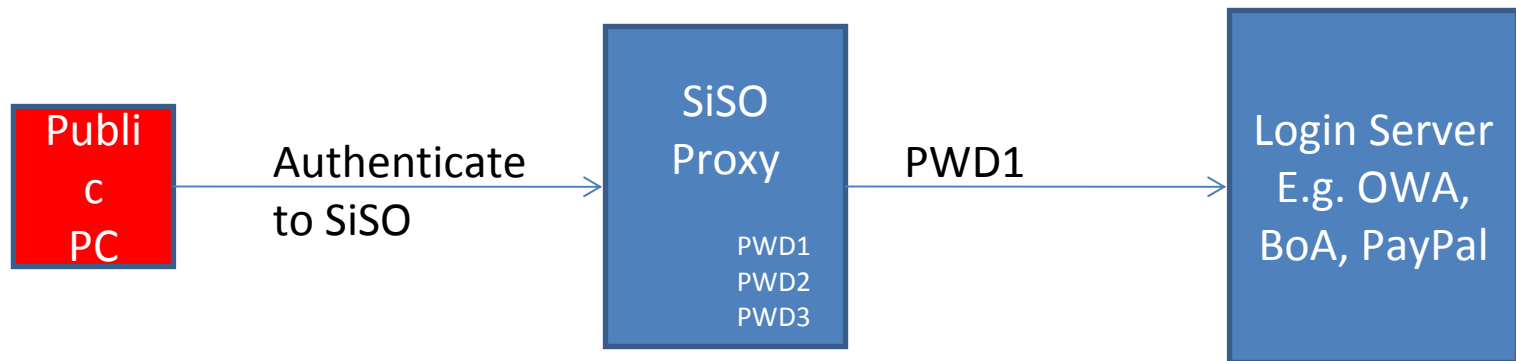 Publi
c
PC
Authenticate
to SiSO
SiSO
Proxy
PWD1
PWD2
PWD3
PWD1
Login Server
E.g. OWA,
BoA, PayPal